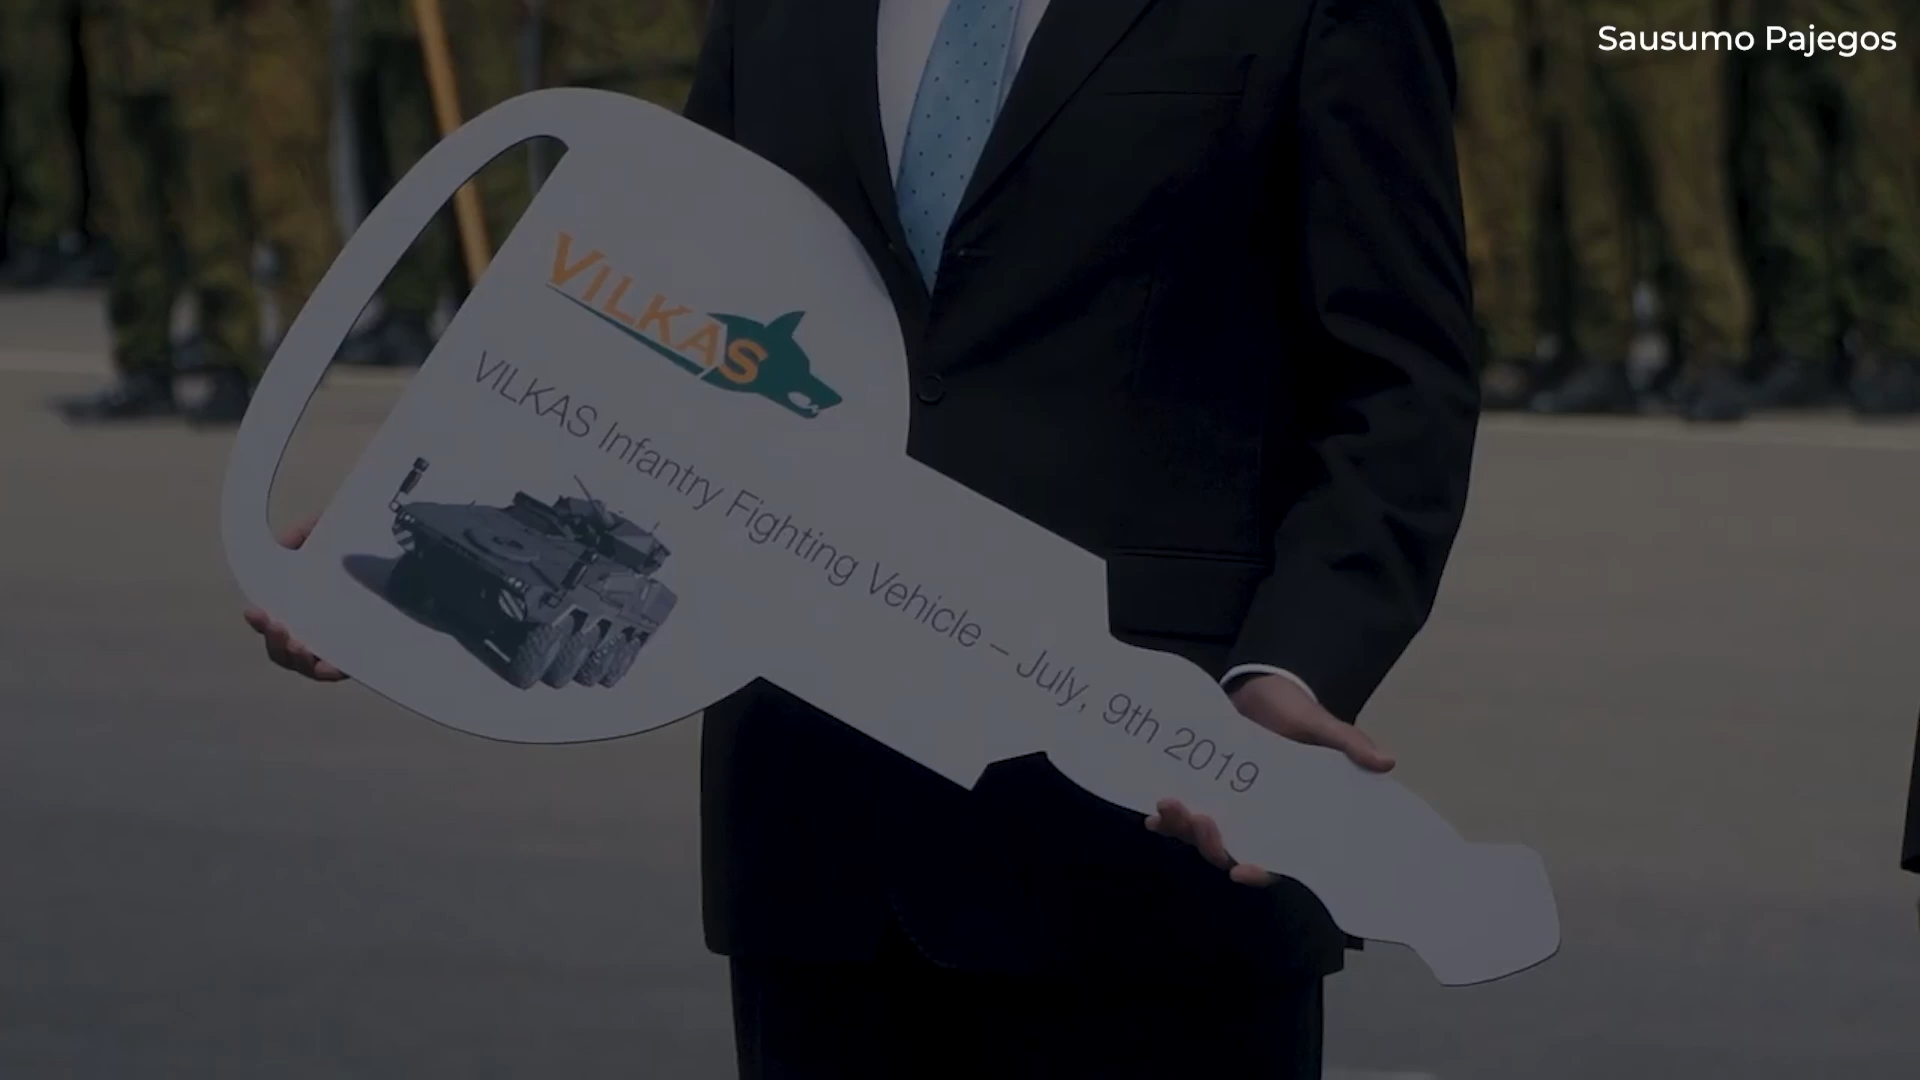 Sausumo Pajegos
VILKAS
VILKAS Infantry Fighting Vehicle – July, 9th 2019